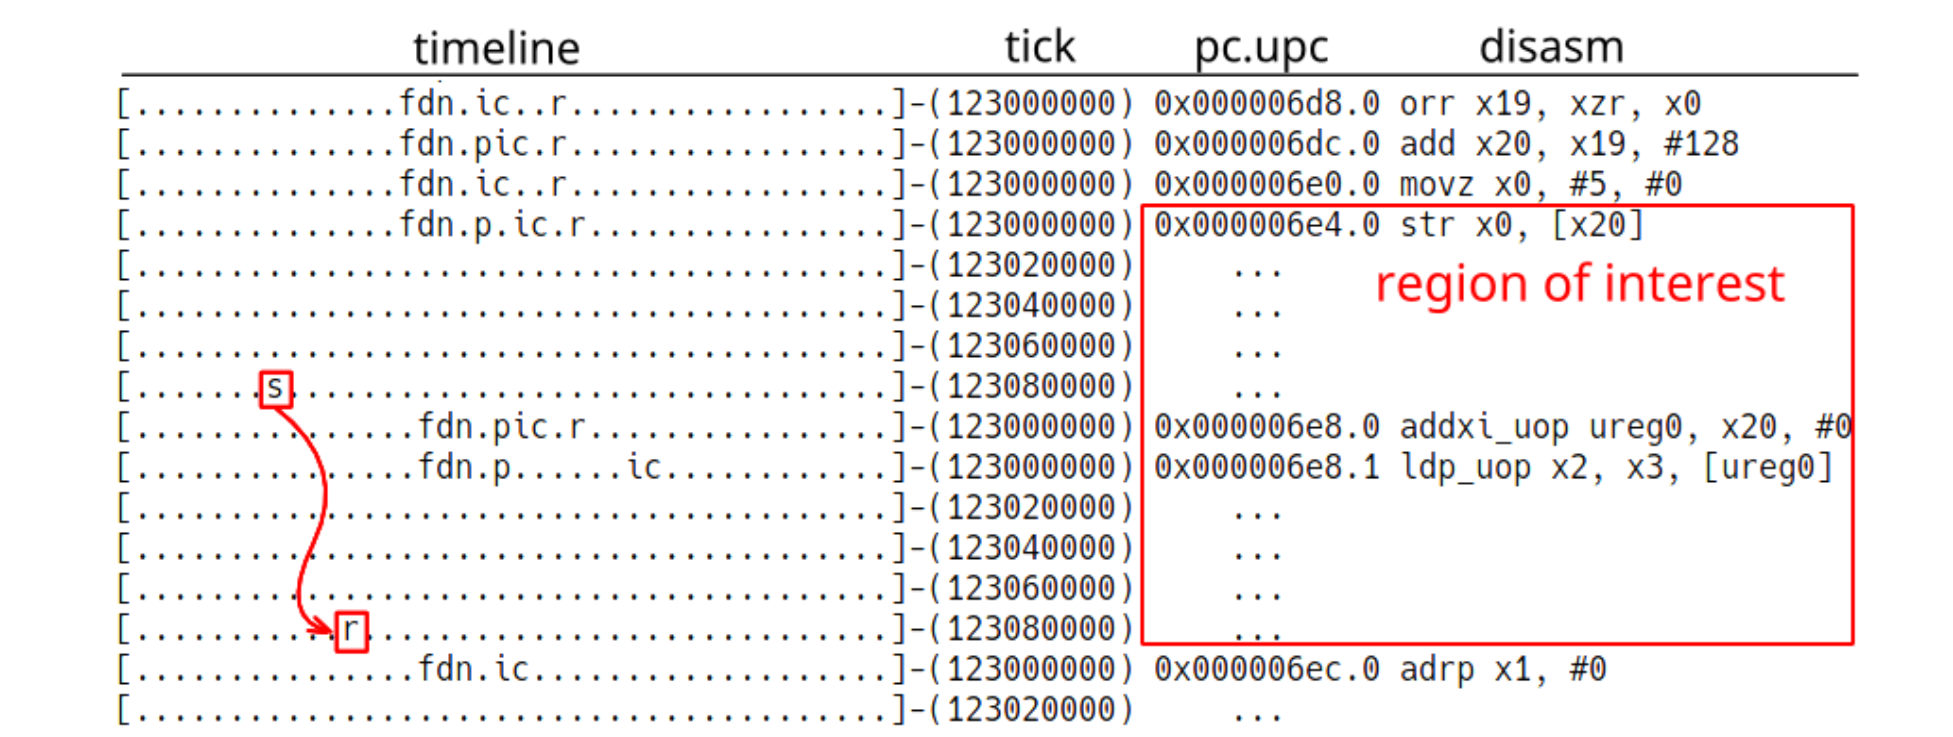 timeline tick pc.upc disasm
[..............fdn.ic..r.................]-(123000000) 0x000006d8.0 orr x19, xzr, x0
[..............fdn.pic.r.................]-(123000000) 0x000006dc.0 add x20, x19, #128
[..............fdn.ic..r.................]-(123000000) 0x000006e0.0 movz x0, #5, #0
[..............fdn.p.ic.r................]-(123000000) 0x000006e4.0 str x0, [x20]
[........................................]-(123020000) ...
region of interest
[........................................]-(123040000) ...
[........................................]-(123060000) ...
[.......s................................]-(123080000) ...
[...............fdn.pic.r................]-(123000000) 0x000006e8.0 addxi_uop ureg0, x20, #0
[...............fdn.p......ic............]-(123000000) 0x000006e8.1 ldp_uop x2, x3, [ureg0]
[........................................]-(123020000) ...
[........................................]-(123040000) ...
[........................................]-(123060000) ...
[...........r............................]-(123080000) ...
[...............fdn.ic...................]-(123000000) 0x000006ec.0 adrp x1, #0
[........................................]-(123020000) ...